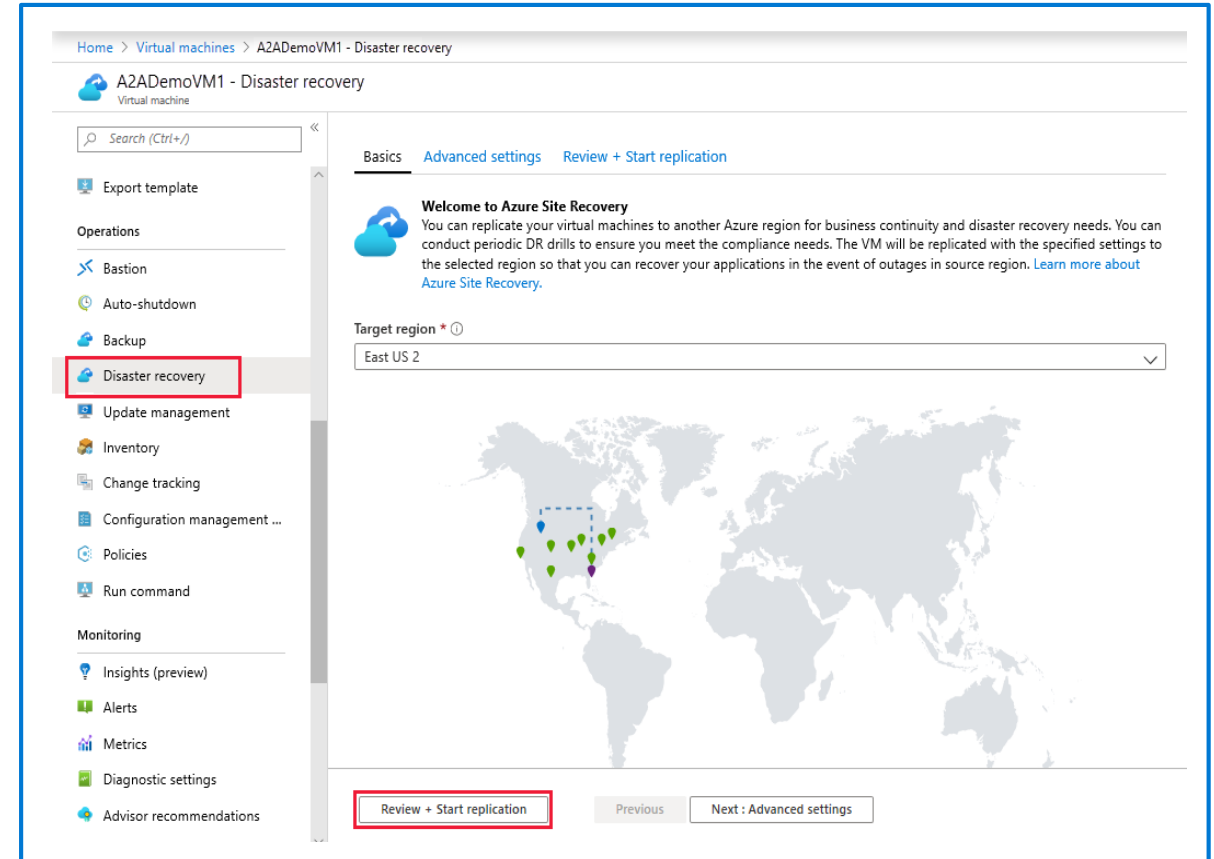 Home > Virtual machines > A2ADemoVM1 - Disaster recovery
A2ADemoVM1 - Disaster recovery
Virtual machine
Search (Ctrl+/)
«
Export template
Operations
Bastion
Auto-shutdown
Backup
Disaster recovery
Update management
Inventory
Change tracking
Configuration management ...
Policies
Run command
Monitoring
Insights (preview)
Alerts
Metrics
Diagnostic settings
Advisor recommendations
Basics Advanced settings Review + Start replication
Welcome to Azure Site Recovery
You can replicate your virtual machines to another Azure region for business continuity and disaster recovery needs. You can
conduct periodic DR drills to ensure you meet the compliance needs. The VM will be replicated with the specified settings to
the selected region so that you can recover your applications in the event of outages in source region. Learn more about
Azure Site Recovery.
Target region *
East US 2
Review + Start replication Previous Next : Advanced settings